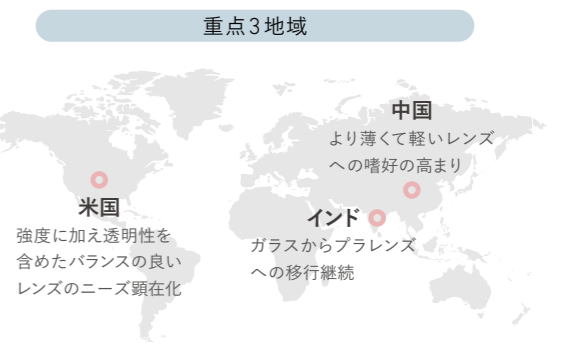 重点3地域
中国
より薄くて軽いレンズ
への嗜好の高まり
米国
強度に加え透明性を
含めたバランスの良い
レンズのニーズ顕在化
インド
ガラスからプラレンズ
への移行継続